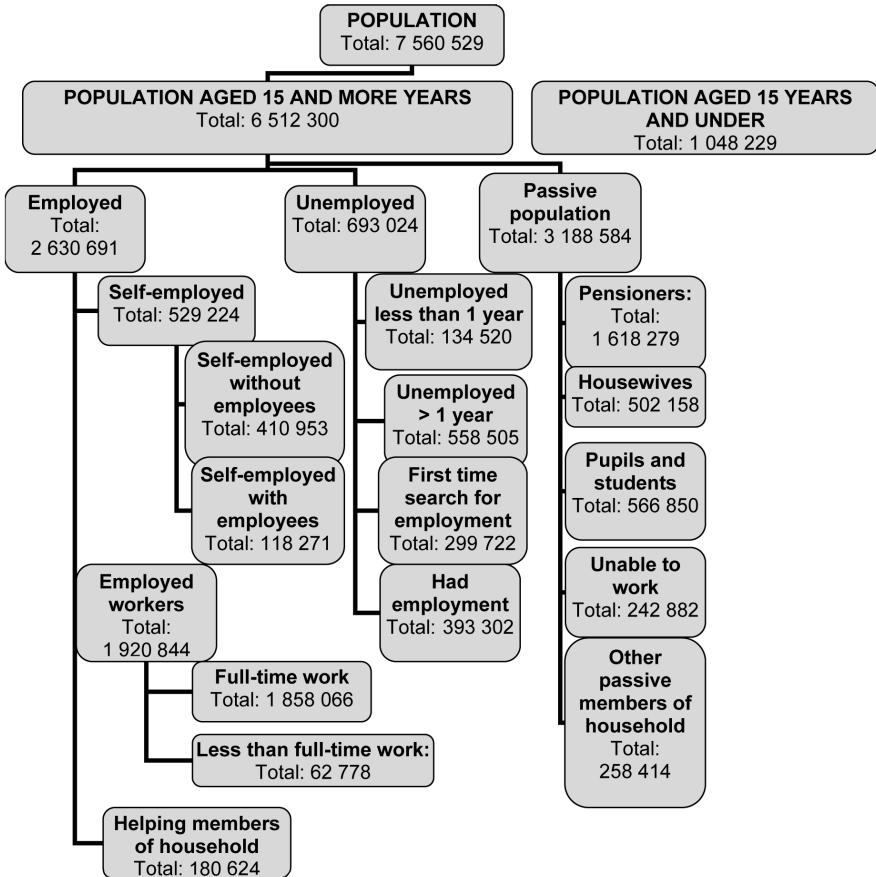 POPULATION
Total: 7 560 529
POPULATION AGED 15 AND MORE YEARS
Total: 6 512 300
POPULATION AGED 15 YEARS
AND UNDER
Total: 1 048 229
Employed
Total:
2 630 691
Unemployed
Total: 693 024
Passive
population
Total: 3 188 584
Self-employed
Total: 529 224
Self-employed
without
employees
Total: 410 953
Self-employed
with
employees
Total: 118 271
Employed
workers
Total:
1 920 844
Full-time work
Total: 1 858 066
Less than full-time work:
Total: 62 778
Helping members
of household
Total: 180 624
Unemployed
less than 1 year
Total: 134 520
Unemployed
> 1 year
Total: 558 505
First time
search for
employment
Total: 299 722
Had
employment
Total: 393 302
Pensioners:
Total:
1 618 279
Housewives
Total: 502 158
Pupils and
students
Total: 566 850
Unable to
work
Total: 242 882
Other
passive
members of
household
Total:
258 414